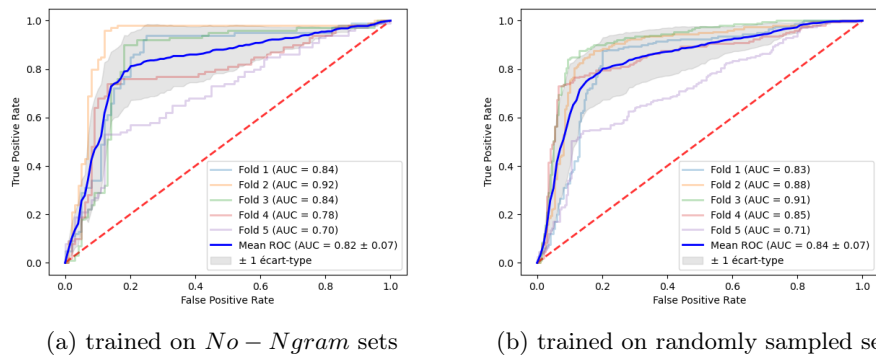 1.0
0.8
0.6
0.4
0.2
0.0
True Positive Rate
0.0 0.2 0.4 0.6 0.8 1.0
False Positive Rate
Fold 1 (AUC = 0.84)
Fold 2 (AUC = 0.92)
Fold 3 (AUC = 0.84)
Fold 4 (AUC = 0.78)
Fold 5 (AUC = 0.70)
Mean ROC (AUC = 0.82 ± 0.07)
± 1 écart-type
(a) trained on No − Ngram sets
1.0
0.8
0.6
0.4
0.2
0.0
True Positive Rate
0.0 0.2 0.4 0.6 0.8 1.0
False Positive Rate
Fold 1 (AUC = 0.83)
Fold 2 (AUC = 0.88)
Fold 3 (AUC = 0.91)
Fold 4 (AUC = 0.85)
Fold 5 (AUC = 0.71)
Mean ROC (AUC = 0.84 ± 0.07)
± 1 écart-type
(b) trained on randomly sampled se